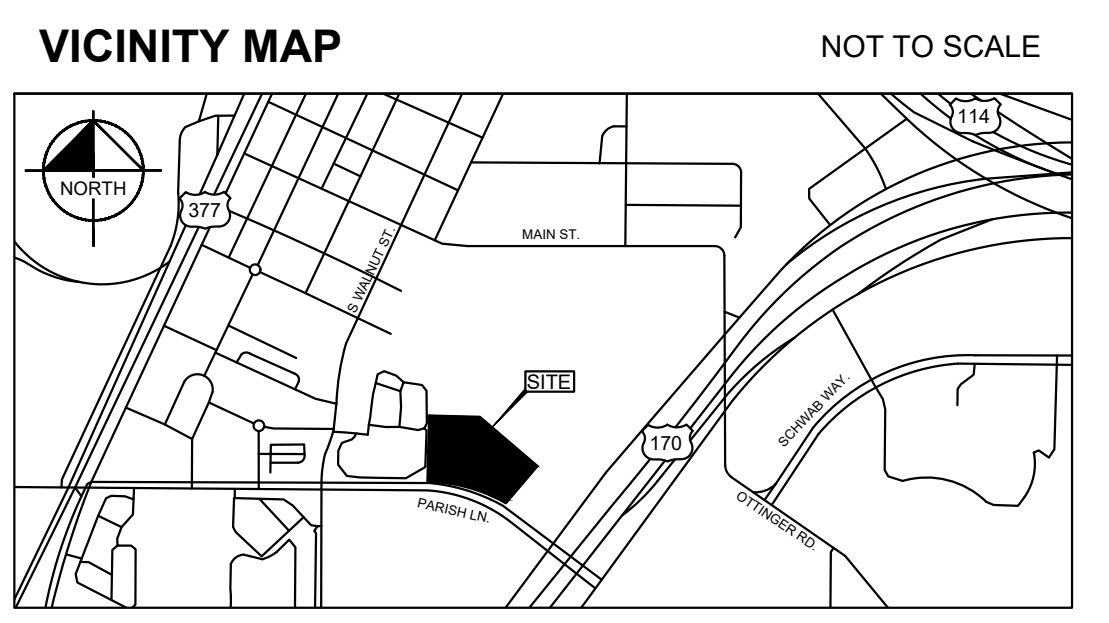 VICINITY MAP
NOT TO SCALE
114
NORTH
377
MAIN ST.
S WALNUT ST.
SITE
SCHWAB WAY.
170
PARISH LN.
OTTINGER RD.